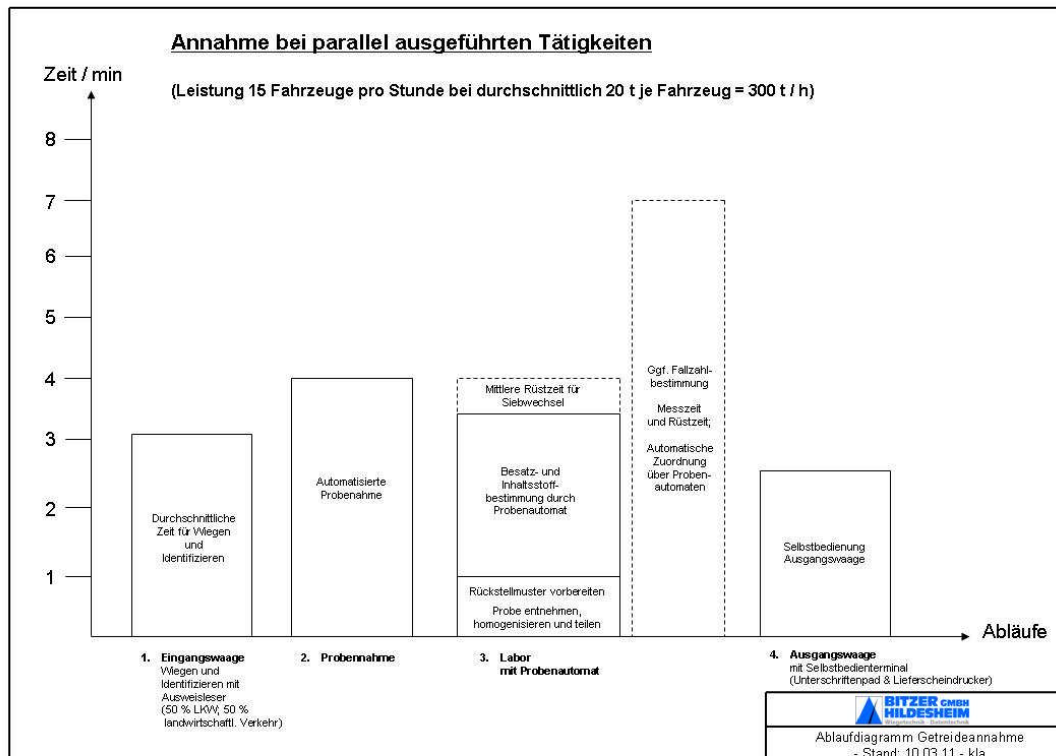 Annahme bei parallel ausgeführten Tätigkeiten
Zeit / min
(Leistung 15 Fahrzeuge pro Stunde bei durchschnittlich 20 t je Fahrzeug = 300 t / h)
8
7
6
5
4
3
2
1
Durchschnittliche
Zeit für Wiegen
und
Identifizieren
Automatisierte
Probenahme
Mittlere Rüstzeit für
Siebwechsel
Besatz- und
Inhaltsstoff-
bestimmung durch
Probenautomat
Rückstellmuster vorbereiten
Probe entnehmen,
homogenisieren und teilen
Ggf. Fallzahl-
bestimmung
Messzeit
und Rüstzeit;
Automatische
Zuordnung
über Proben-
automaten
Selbstbedienung
Ausgangswaage
Abläufe
1. Eingangswaage
Wiegen und
Identifizieren mit
Ausweisleser
(50 % LKW; 50 %
landwirtschaftl. Verkehr)
2. Probennahme
3. Labor
mit Probenautomat
4. Ausgangswaage
mit Selbstbedienterminal
(Unterschriftenpad & Lieferscheindrucker)
BITZER GMBH
HILDESHEIM
Wiegetechnik · Datentechnik
Ablaufdiagramm Getreideannahme
- Stand: 10.03.11 - kla